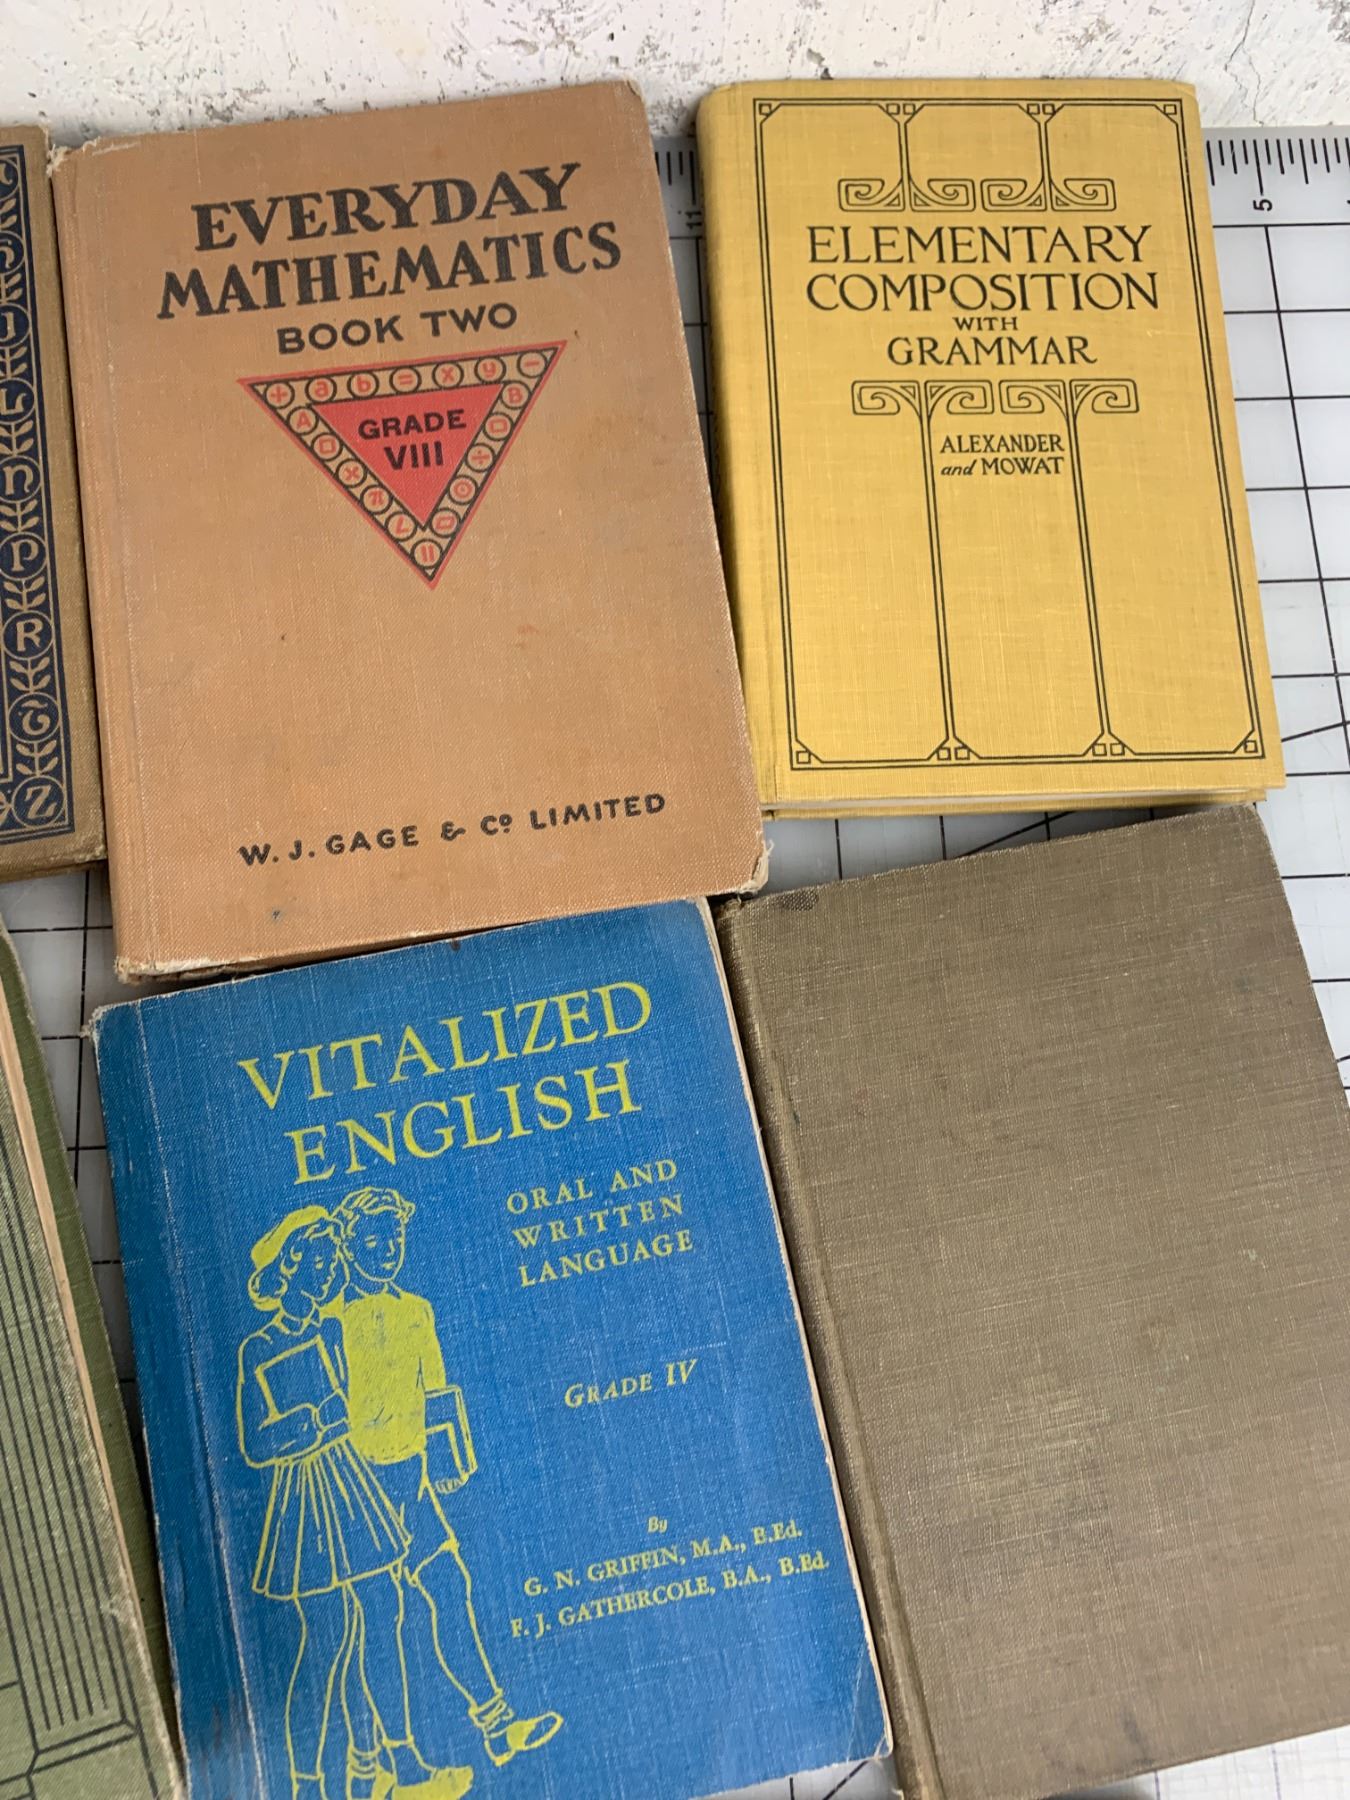 EVERYDAY
MATHEMATICS
BOOK TWO
+ a b = x y −
A B
GRADE
VIII
÷
×
π
L
=
W. J. GAGE & Cº LIMITED
ELEMENTARY
COMPOSITION
WITH
GRAMMAR
ALEXANDER
and MOWAT
11
5
J
L
N
P
R
T
Z
VITALIZED
ENGLISH
ORAL AND
WRITTEN
LANGUAGE
GRADE IV
By
G. N. GRIFFIN, M.A., B.Ed.
F. J. GATHERCOLE, B.A., B.Ed.